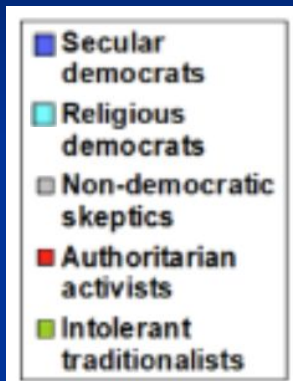 Secular
democrats
Religious
democrats
Non-democratic
skeptics
Authoritarian
activists
Intolerant
traditionalists